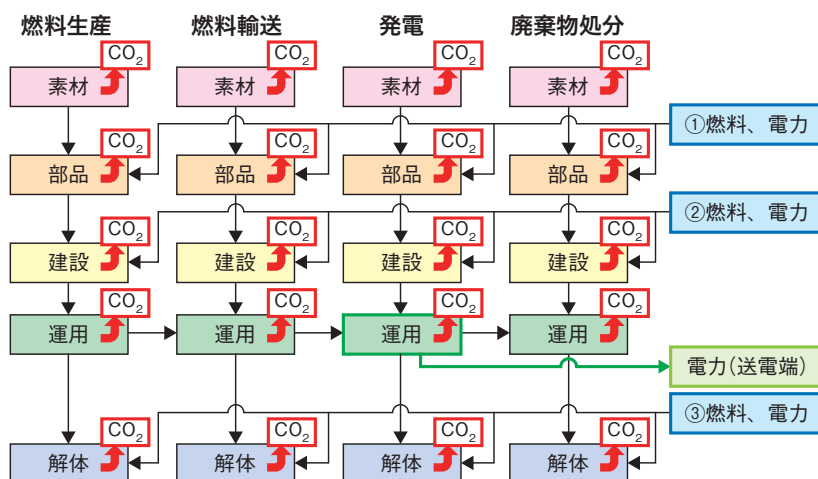 燃料生産 燃料輸送 発電 廃棄物処分
CO2 CO2 CO2 CO2
素材 素材 素材 素材
①燃料、電力
CO2 CO2 CO2 CO2
部品 部品 部品 部品
②燃料、電力
CO2 CO2 CO2 CO2
建設 建設 建設 建設
CO2 CO2 CO2 CO2
運用 運用 運用 運用
電力(送電端)
③燃料、電力
CO2 CO2 CO2 CO2
解体 解体 解体 解体